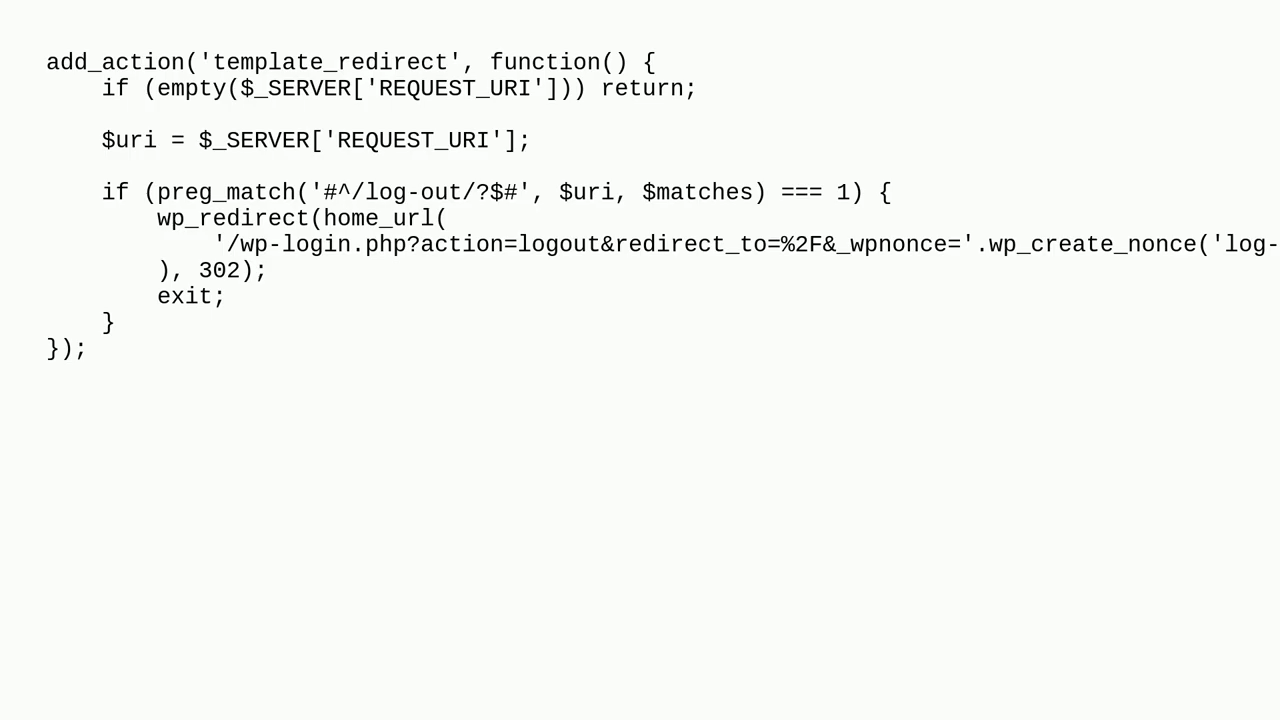 add_action('template_redirect', function() {
    if (empty($_SERVER['REQUEST_URI'])) return;
    $uri = $_SERVER['REQUEST_URI'];
    if (preg_match('#^/log-out/?$#', $uri, $matches) === 1) {
        wp_redirect(home_url(
            '/wp-login.php?action=logout&redirect_to=%2F&_wpnonce='.wp_create_nonce('log-
        ), 302);
        exit;
    }
});